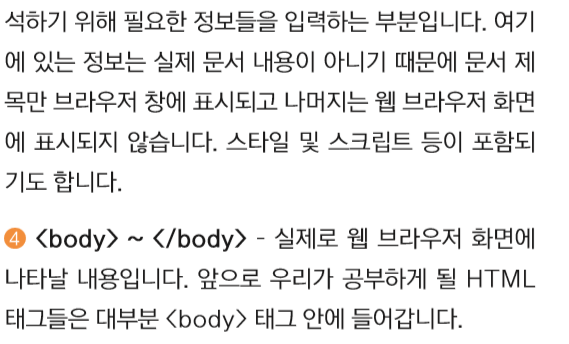 석하기 위해 필요한 정보들을 입력하는 부분입니다. 여기
에 있는 정보는 실제 문서 내용이 아니기 때문에 문서 제
목만 브라우저 창에 표시되고 나머지는 웹 브라우저 화면
에 표시되지 않습니다. 스타일 및 스크립트 등이 포함되
기도 합니다.
④ <body> ~ </body> - 실제로 웹 브라우저 화면에
나타날 내용입니다. 앞으로 우리가 공부하게 될 HTML
태그들은 대부분 <body> 태그 안에 들어갑니다.